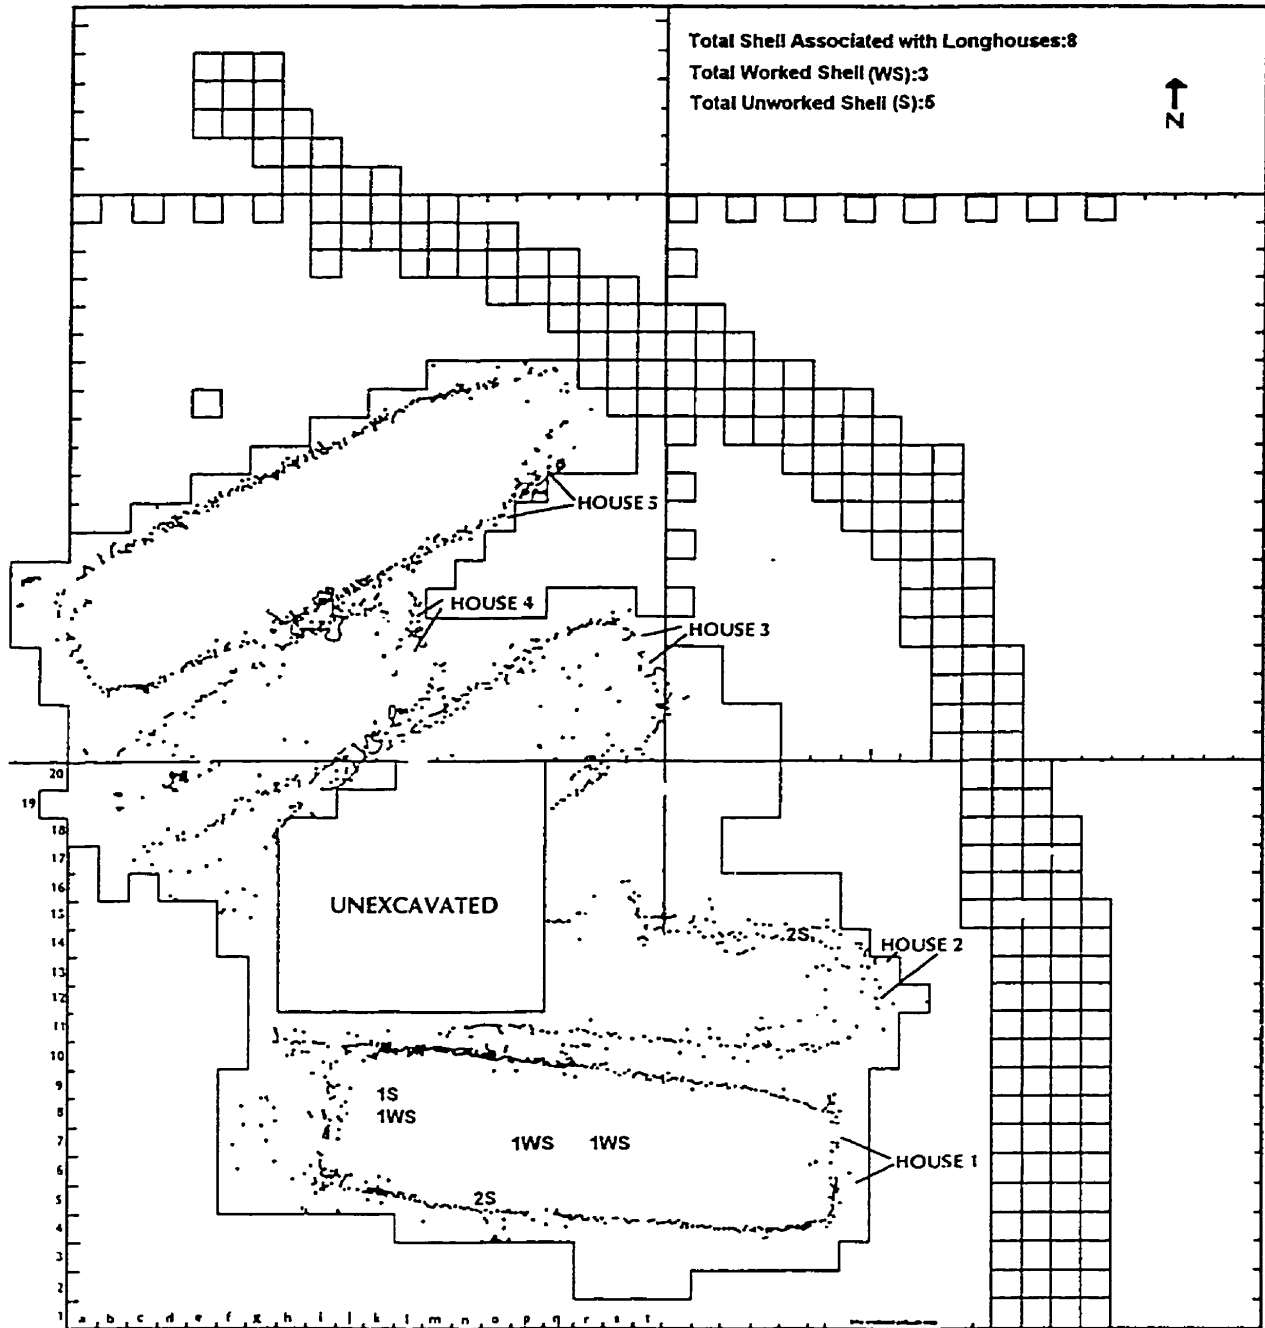 Total Shell Associated with Longhouses:8
Total Worked Shell (WS):3
Total Unworked Shell (S):5
N
HOUSE 5
HOUSE 4
HOUSE 3
20
19
18
17
16
15
14
13
12
11
10
9
8
7
6
5
4
3
2
1
UNEXCAVATED
2S
HOUSE 2
1S
1WS
1WS 1WS
HOUSE 1
2S
a b c d e f g h i j k l m n o p q r s t